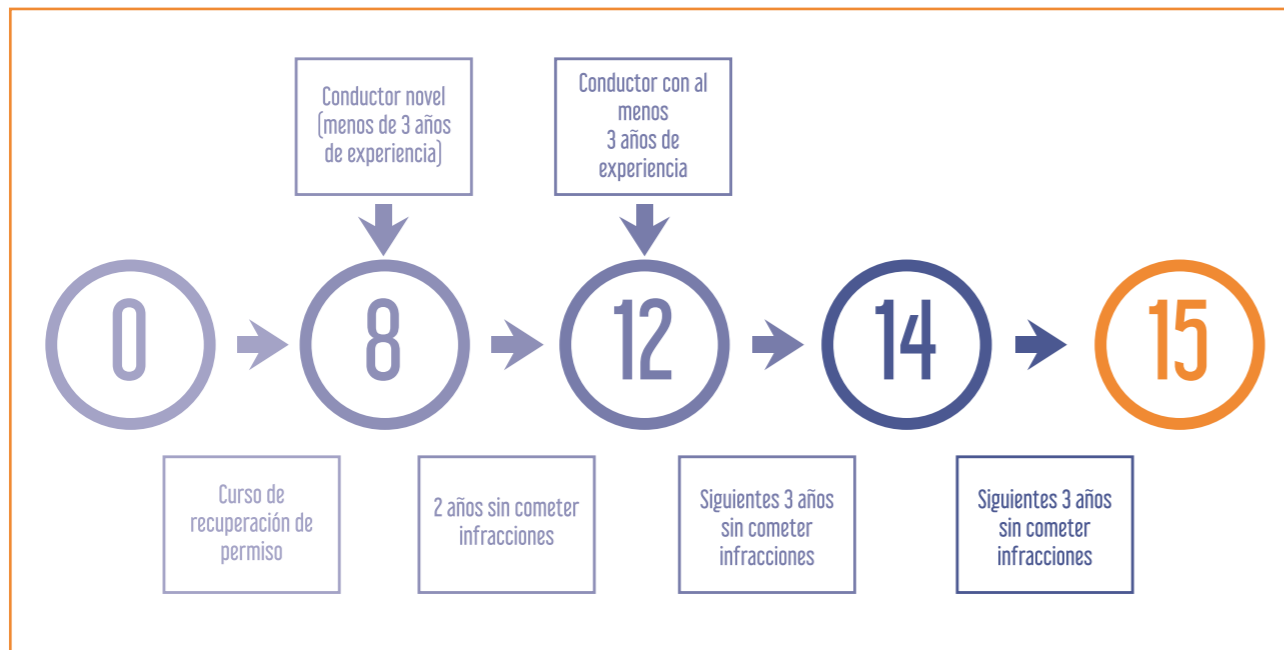 Conductor novel
(menos de 3 años
de experiencia)
Conductor con al
menos
3 años de
experiencia
0
8
12
14
15
Curso de
recuperación de
permiso
2 años sin cometer
infracciones
Siguientes 3 años
sin cometer
infracciones
Siguientes 3 años
sin cometer
infracciones